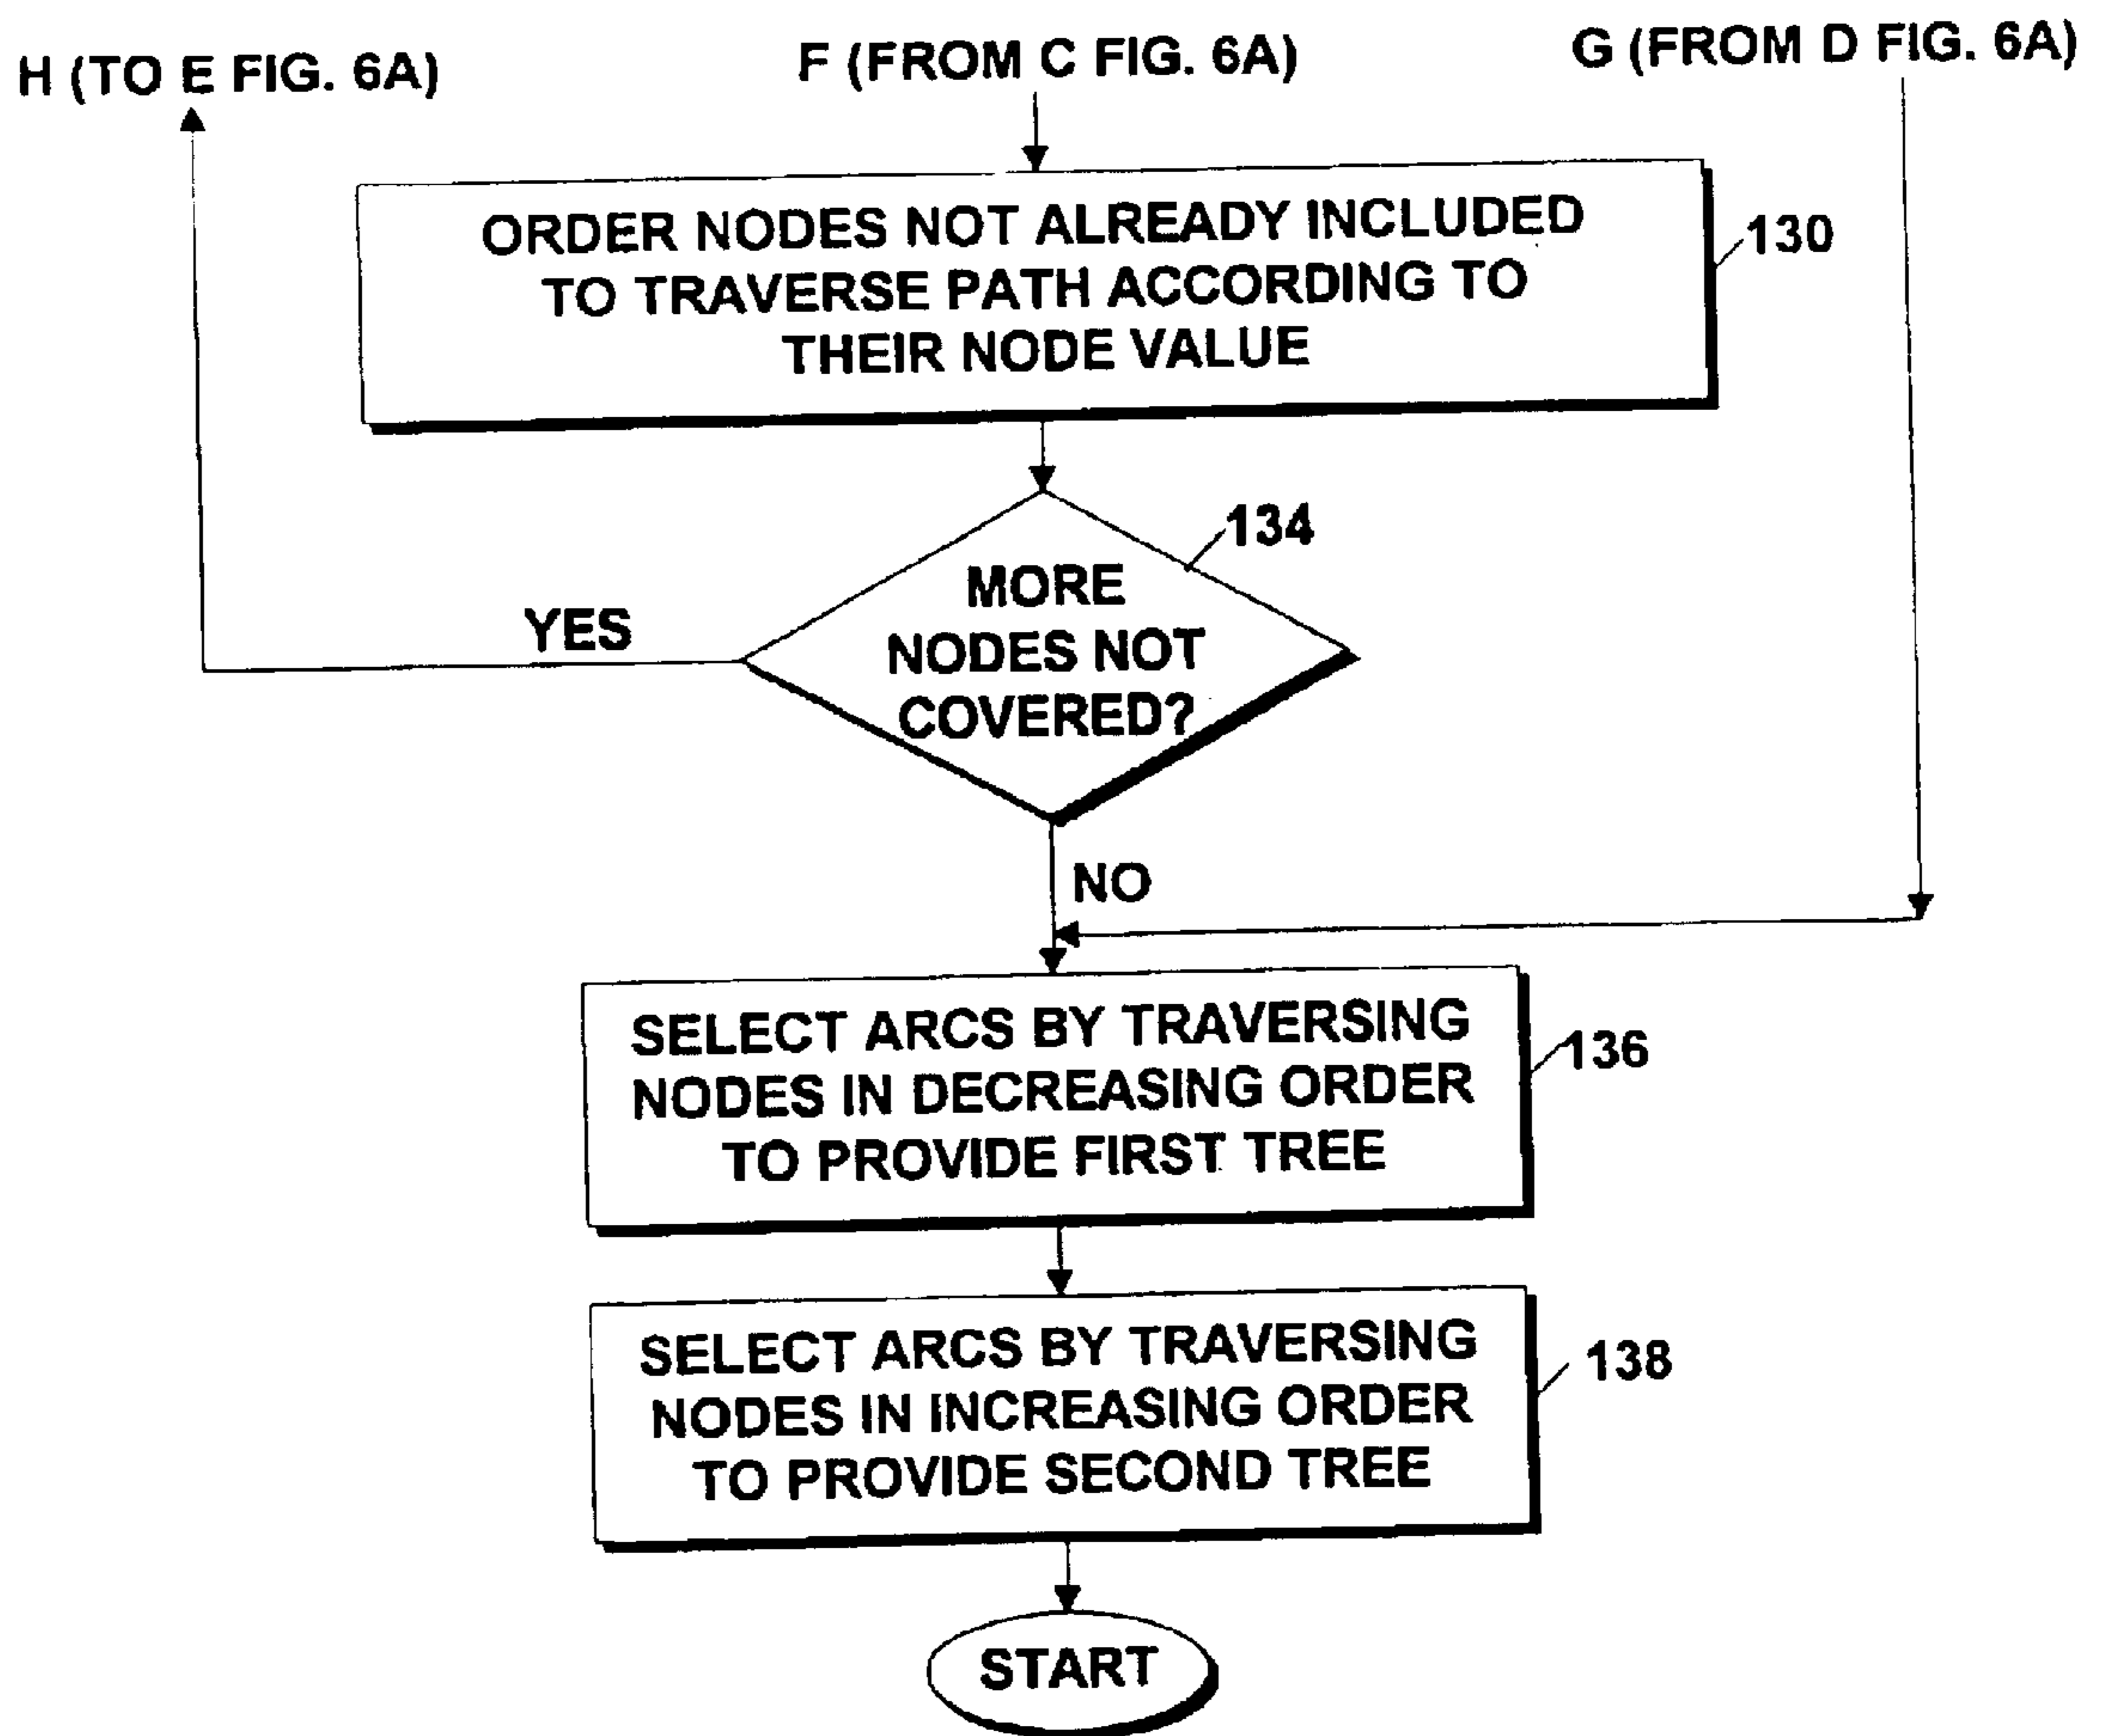 H (TO E FIG. 6A)
F (FROM C FIG. 6A)
G (FROM D FIG. 6A)
ORDER NODES NOT ALREADY INCLUDED
TO TRAVERSE PATH ACCORDING TO
THEIR NODE VALUE
130
134
MORE
NODES NOT
COVERED?
YES
NO
SELECT ARCS BY TRAVERSING
NODES IN DECREASING ORDER
TO PROVIDE FIRST TREE
136
SELECT ARCS BY TRAVERSING
NODES IN INCREASING ORDER
TO PROVIDE SECOND TREE
138
START